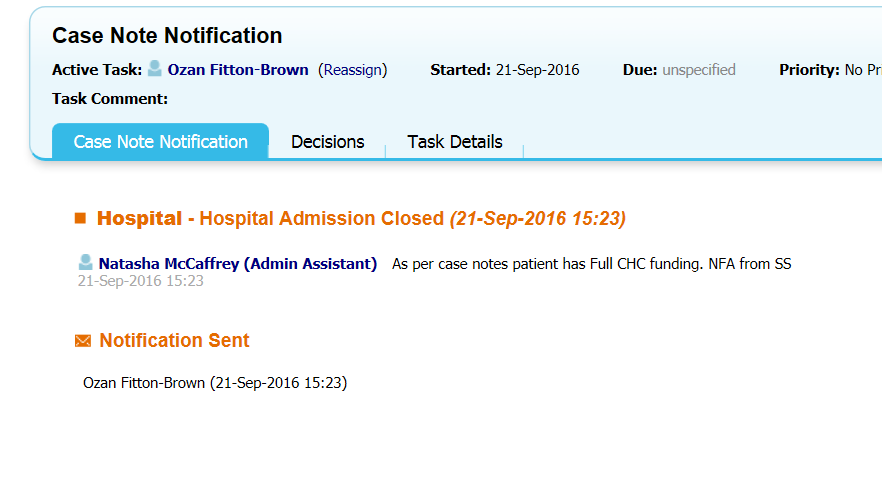 Case Note Notification
Active Task: Ozan Fitton-Brown (Reassign) Started: 21-Sep-2016 Due: unspecified Priority: No Pri
Task Comment:
Case Note Notification Decisions Task Details
Hospital - Hospital Admission Closed (21-Sep-2016 15:23)
Natasha McCaffrey (Admin Assistant) As per case notes patient has Full CHC funding. NFA from SS
21-Sep-2016 15:23
Notification Sent
Ozan Fitton-Brown (21-Sep-2016 15:23)